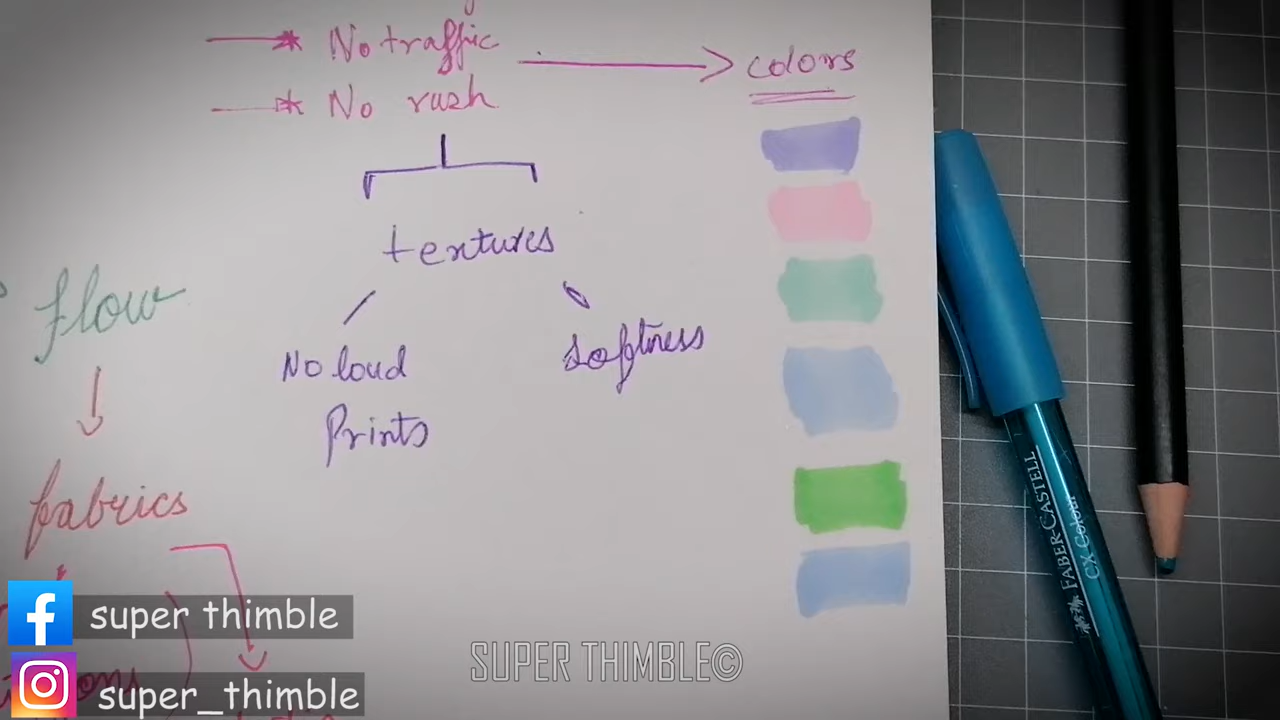 No traffic
colors
No rush
textures
flow
No loud
Prints
Softness
fabrics
super thimble
super_thimble
SUPER THIMBLE©
FABER-CASTELL
CX Colour